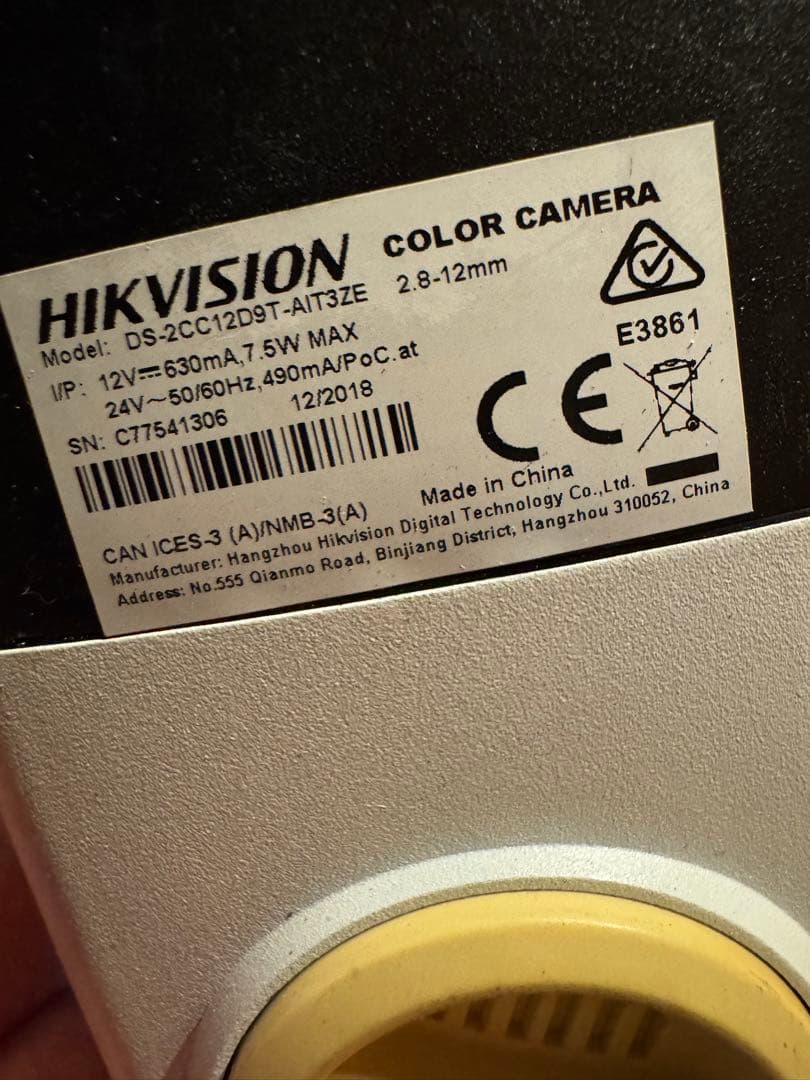 HIKVISION COLOR CAMERA
Model: DS-2CC12D9T-AIT3ZE 2.8-12mm
I/P: 12V⎓630mA,7.5W MAX
24V~50/60Hz,490mA/PoC.at
SN: C77541306 12/2018
E3861
CE
CAN ICES-3 (A)/NMB-3(A) Made in China
Manufacturer: Hangzhou Hikvision Digital Technology Co.,Ltd.
Address: No.555 Qianmo Road, Binjiang District, Hangzhou 310052, China